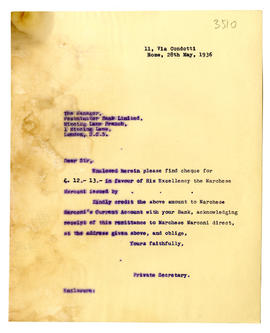 3510
11, Via Condotti
Rome, 28th May, 1936
The Manager,
Westminster Bank Limited,
Mincing Lane Branch,
1 Mincing Lane,
London, E.C.3.
Dear Sir,
Enclosed herein please find cheque for
£. 12.- 13.- in favour of His Excellency the Marchese
Marconi issued by . . . .
Kindly credit the above amount to Marchese
Marconi's Current Account with your Bank, acknowledging
receipt of this remittance to Marchese Marconi direct,
at the address given above, and oblige,
Yours faithfully,
Private Secretary.
Enclosure: